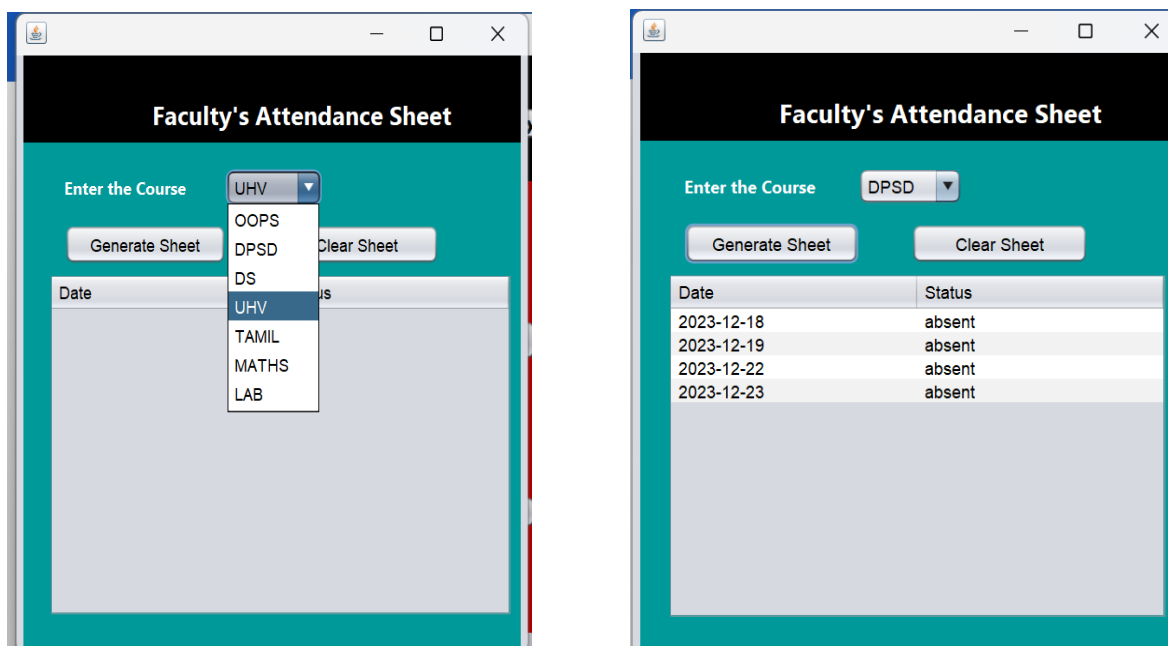 Faculty's Attendance Sheet
Enter the Course UHV
OOPS
Generate Sheet DPSD Clear Sheet
DS
Date us
UHV
TAMIL
MATHS
LAB
Faculty's Attendance Sheet
Enter the Course DPSD
Generate Sheet Clear Sheet
Date Status
2023-12-18 absent
2023-12-19 absent
2023-12-22 absent
2023-12-23 absent